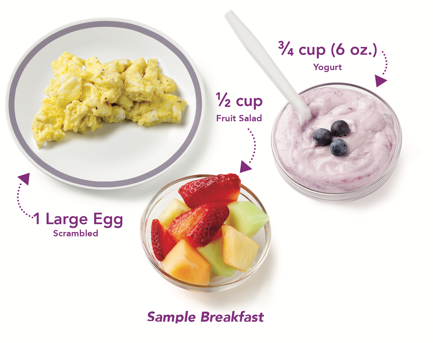 ¾ cup (6 oz.)
Yogurt
½ cup
Fruit Salad
1 Large Egg
Scrambled
Sample Breakfast